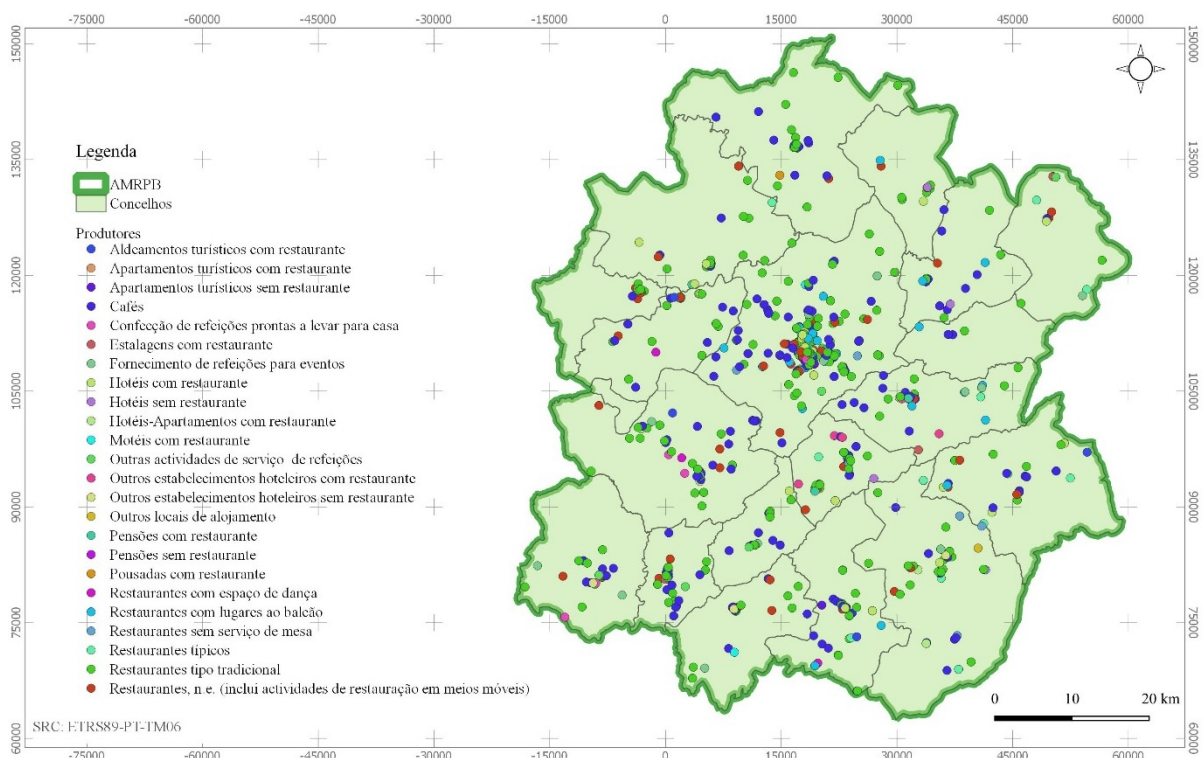 -75000 -60000 -45000 -30000 -15000 0 15000 30000 45000 60000
150000 150000
135000 135000
120000 120000
105000 105000
90000 90000
75000 75000
60000 60000
Legenda
AMRPB
Concelhos
Produtores
Aldeamentos turísticos com restaurante
Apartamentos turísticos com restaurante
Apartamentos turísticos sem restaurante
Cafés
Confecção de refeições prontas a levar para casa
Estalagens com restaurante
Fornecimento de refeições para eventos
Hotéis com restaurante
Hotéis sem restaurante
Hotéis-Apartamentos com restaurante
Motéis com restaurante
Outras actividades de serviço de refeições
Outros estabelecimentos hoteleiros com restaurante
Outros estabelecimentos hoteleiros sem restaurante
Outros locais de alojamento
Pensões com restaurante
Pensões sem restaurante
Pousadas com restaurante
Restaurantes com espaço de dança
Restaurantes com lugares ao balcão
Restaurantes sem serviço de mesa
Restaurantes típicos
Restaurantes tipo tradicional
Restaurantes, n.e. (inclui actividades de restauração em meios móveis)
0 10 20 km
SRC: ETRS89-PT-TM06
-75000 -60000 -45000 -30000 -15000 0 15000 30000 45000 60000